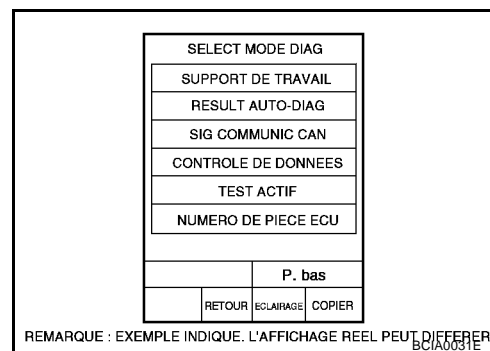 SELECT MODE DIAG
SUPPORT DE TRAVAIL
RESULT AUTO-DIAG
SIG COMMUNIC CAN
CONTROLE DE DONNEES
TEST ACTIF
NUMERO DE PIECE ECU
P. bas
RETOUR ECLAIRAGE COPIER
REMARQUE : EXEMPLE INDIQUE. L'AFFICHAGE REEL PEUT DIFFERER
BCIA0031E